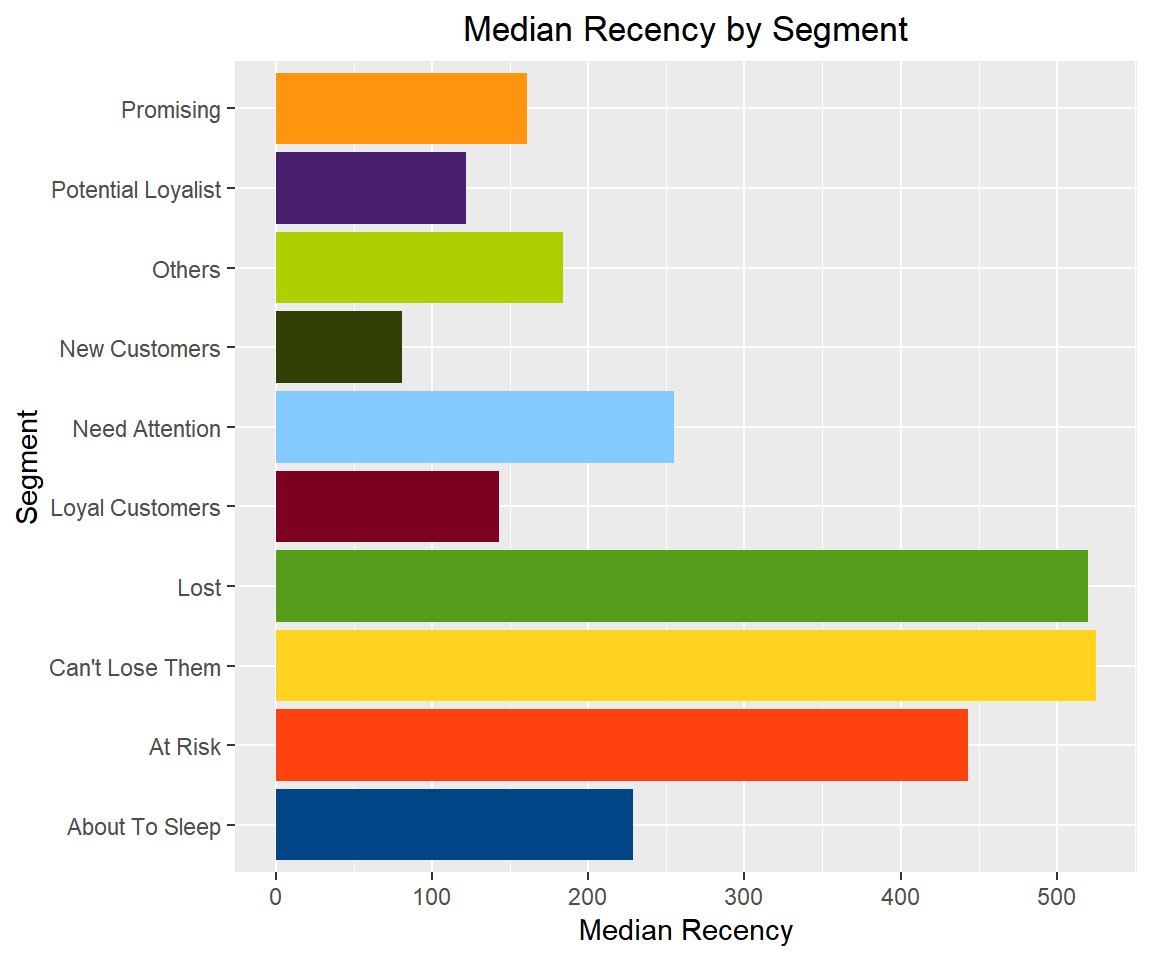 Median Recency by Segment
Promising
Potential Loyalist
Others
New Customers
Need Attention
Loyal Customers
Lost
Can't Lose Them
At Risk
About To Sleep
Segment
0 100 200 300 400 500
Median Recency